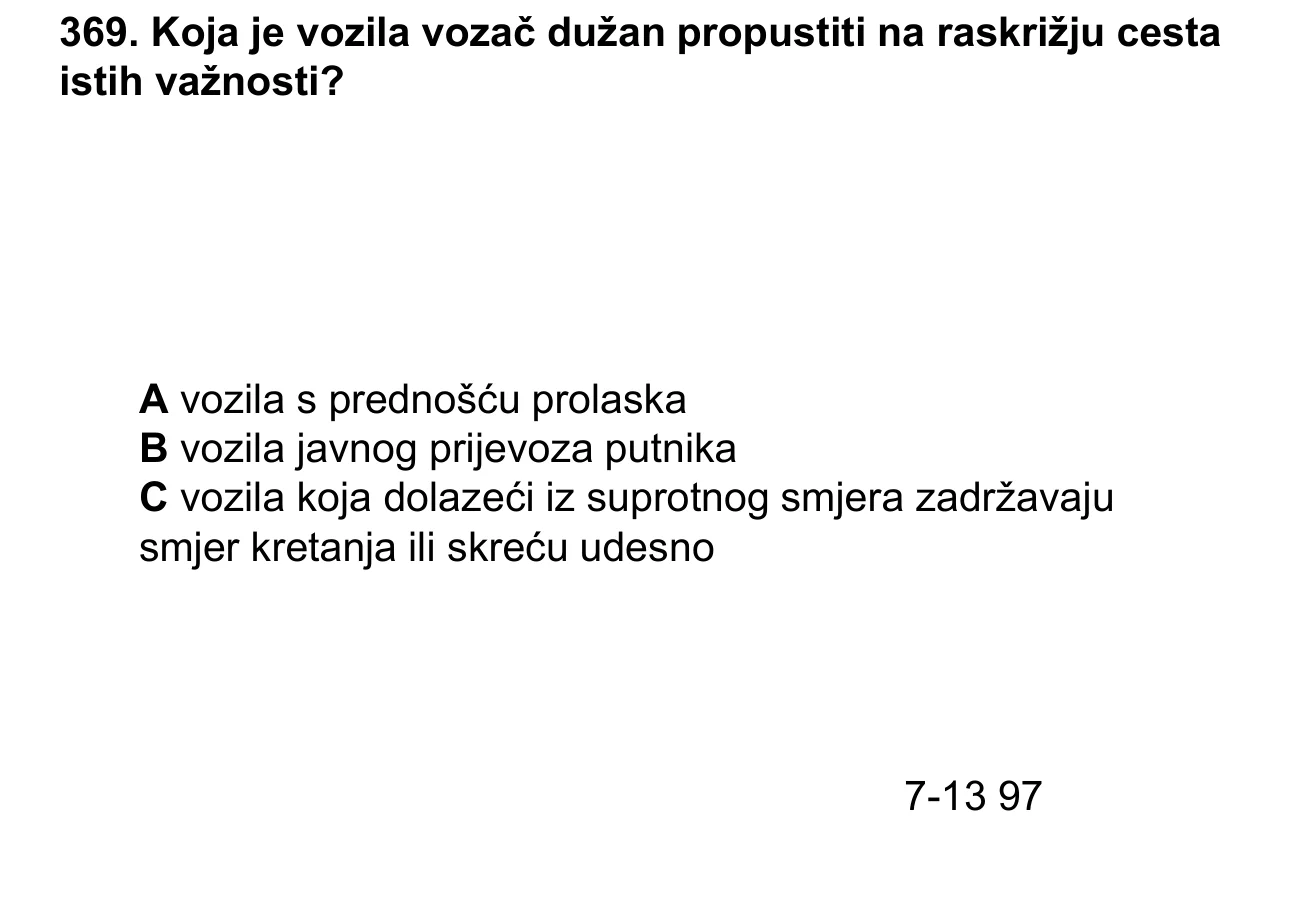 369. Koja je vozila vozač dužan propustiti na raskrižju cesta
istih važnosti?
A vozila s prednošću prolaska
B vozila javnog prijevoza putnika
C vozila koja dolazeći iz suprotnog smjera zadržavaju
smjer kretanja ili skreću udesno
7-13 97